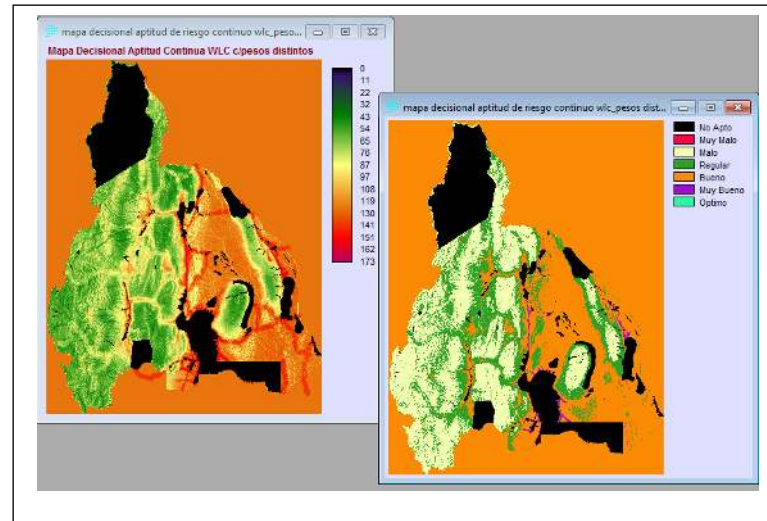 mapa decisional aptitud de riesgo continuo wlc_peso...
Mapa Decisional Aptitud Continua WLC c/pesos distintos
0
11
22
32
43
54
65
76
87
97
108
119
130
141
151
162
173
mapa decisional aptitud de riesgo continuo wlc_pesos dist...
No Apto
Muy Malo
Malo
Regular
Bueno
Muy Bueno
Óptimo